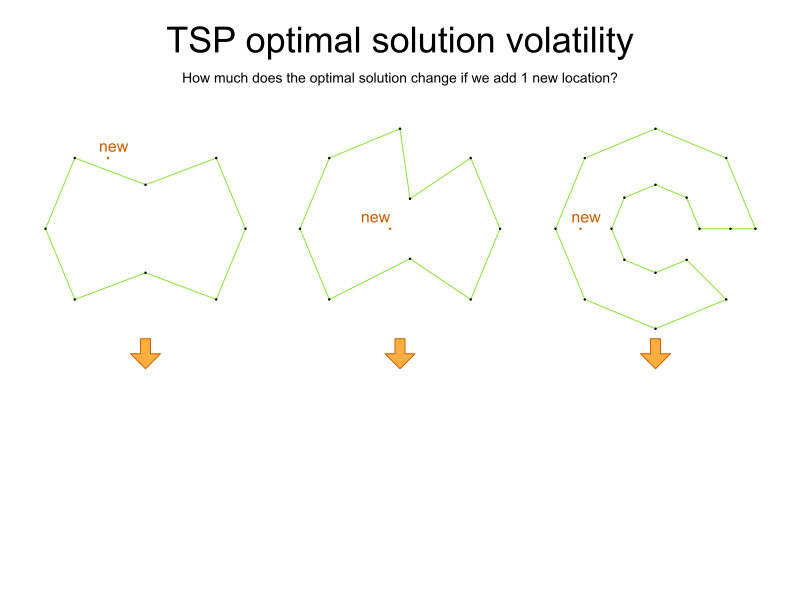 TSP optimal solution volatility
How much does the optimal solution change if we add 1 new location?
new
new
new